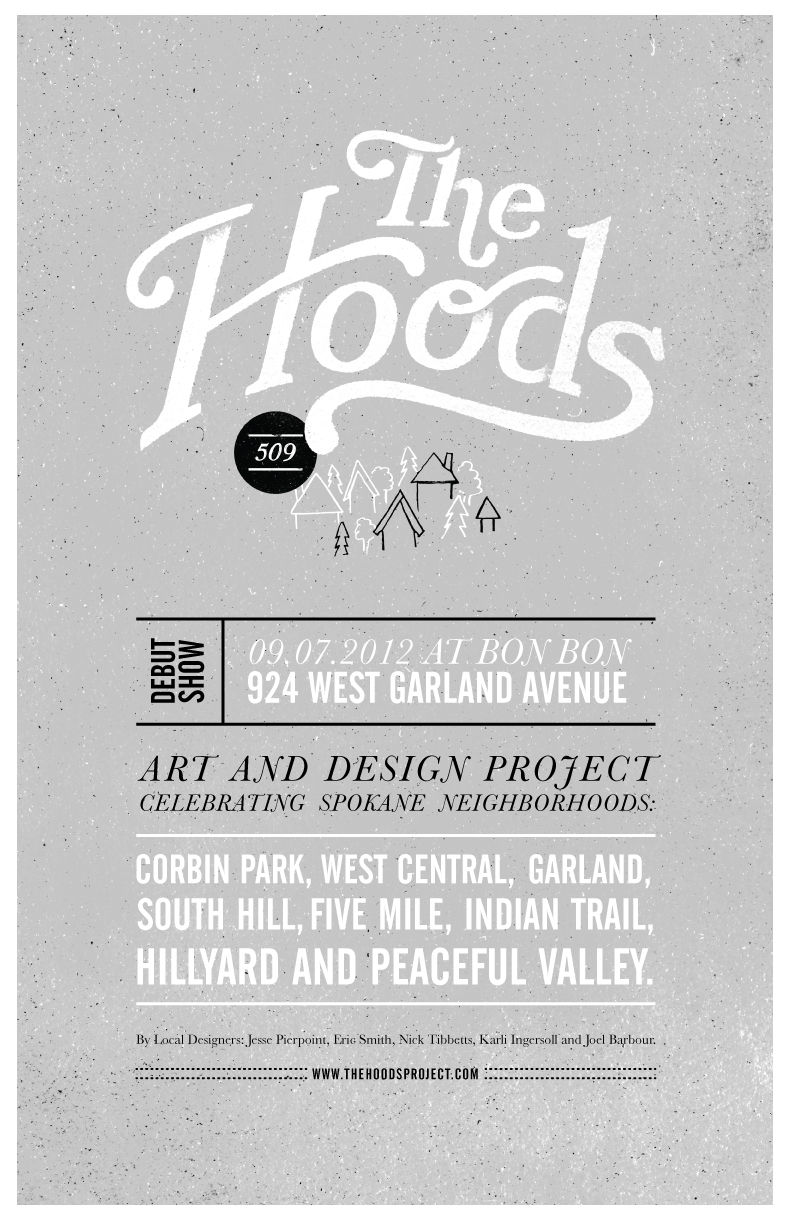 The
Hoods
509
DEBUT
SHOW
09.07.2012 AT BON BON
924 WEST GARLAND AVENUE
ART AND DESIGN PROJECT
CELEBRATING SPOKANE NEIGHBORHOODS:
CORBIN PARK, WEST CENTRAL, GARLAND,
SOUTH HILL, FIVE MILE, INDIAN TRAIL,
HILLYARD AND PEACEFUL VALLEY.
By Local Designers: Jesse Pierpoint, Eric Smith, Nick Tibbetts, Karli Ingersoll and Joel Barbour.
WWW.THEHOODSPROJECT.COM